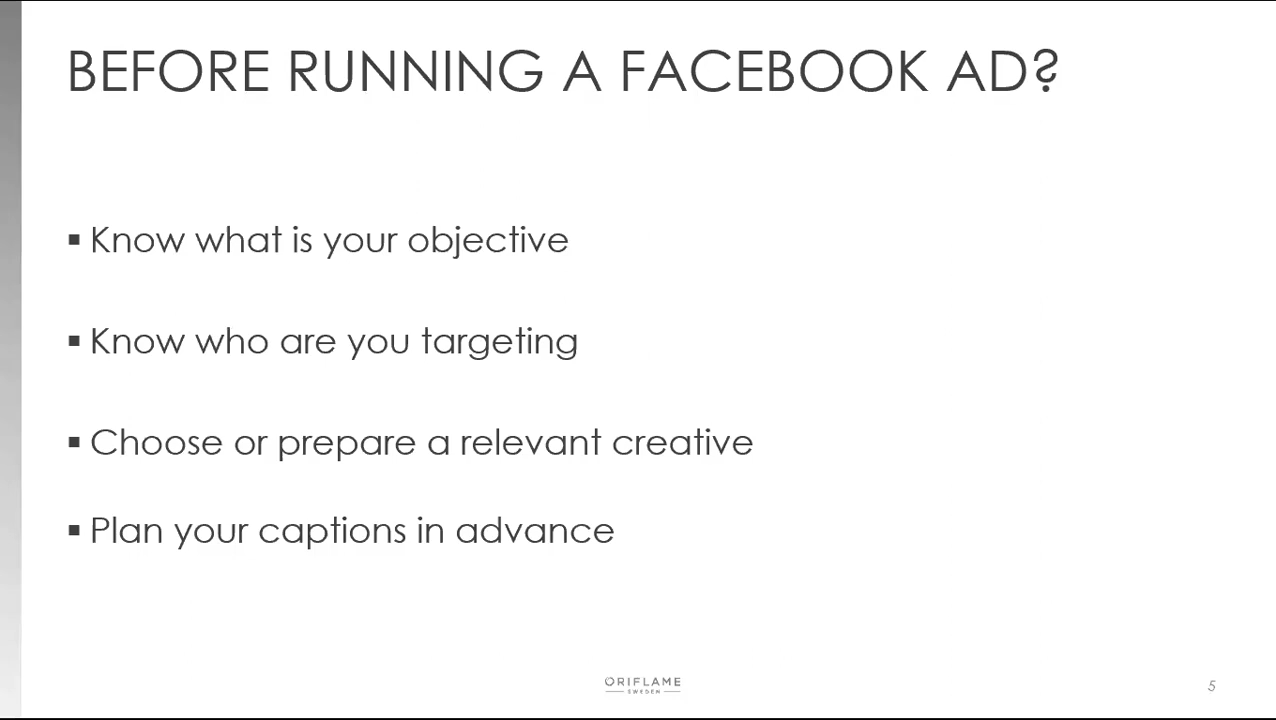 BEFORE RUNNING A FACEBOOK AD?
▪ Know what is your objective
▪ Know who are you targeting
▪ Choose or prepare a relevant creative
▪ Plan your captions in advance
ORIFLAME
SWEDEN
5